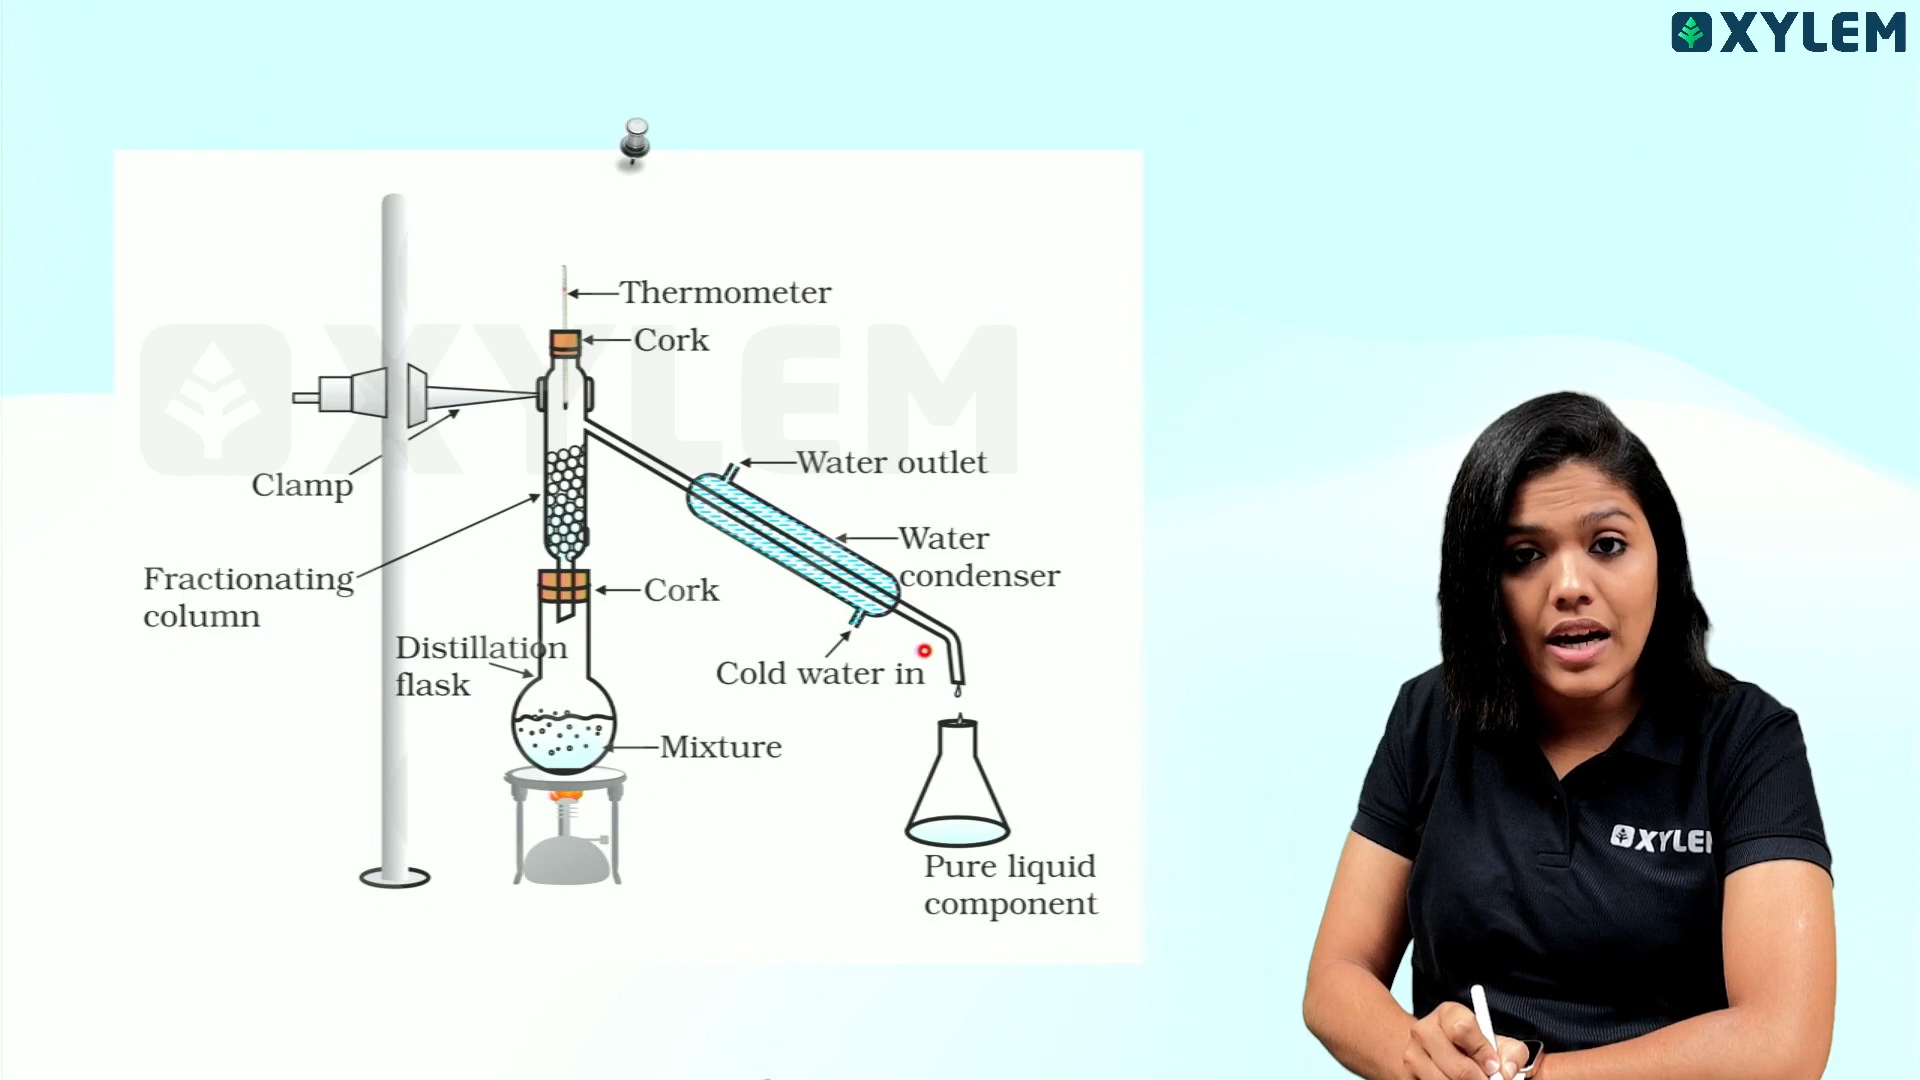 XYLEM
Thermometer
Cork
XYLEM
Water outlet
Clamp
Water
condenser
Fractionating
column
Cork
Distillation
flask
Cold water in
Mixture
XYLEM
Pure liquid
component